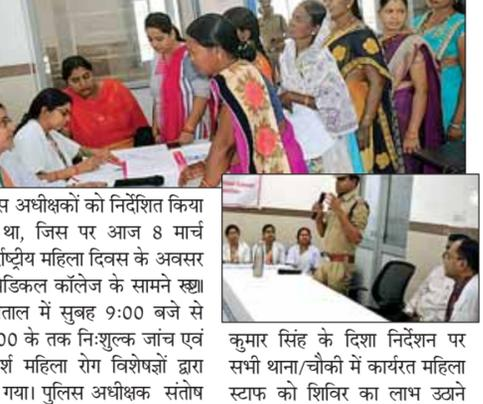 स अधीक्षकों को निर्देशित किया
था, जिस पर आज 8 मार्च
र्राष्ट्रीय महिला दिवस के अवसर
डिकल कॉलेज के सामने
ताल में सुबह 9:00 बजे से
00 के तक निःशुल्क जांच एवं
र्श महिला रोग विशेषज्ञों द्वारा
गया। पुलिस अधीक्षक संतोष
कुमार सिंह के दिशा निर्देशन पर
सभी थाना/चौकी में कार्यरत महिला
स्टाफ को शिविर का लाभ उठाने